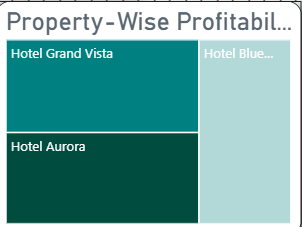 Property-Wise Profitabil...
Hotel Grand Vista
Hotel Blue...
Hotel Aurora